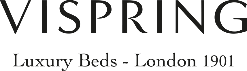 VISPRING
Luxury Beds - London 1901